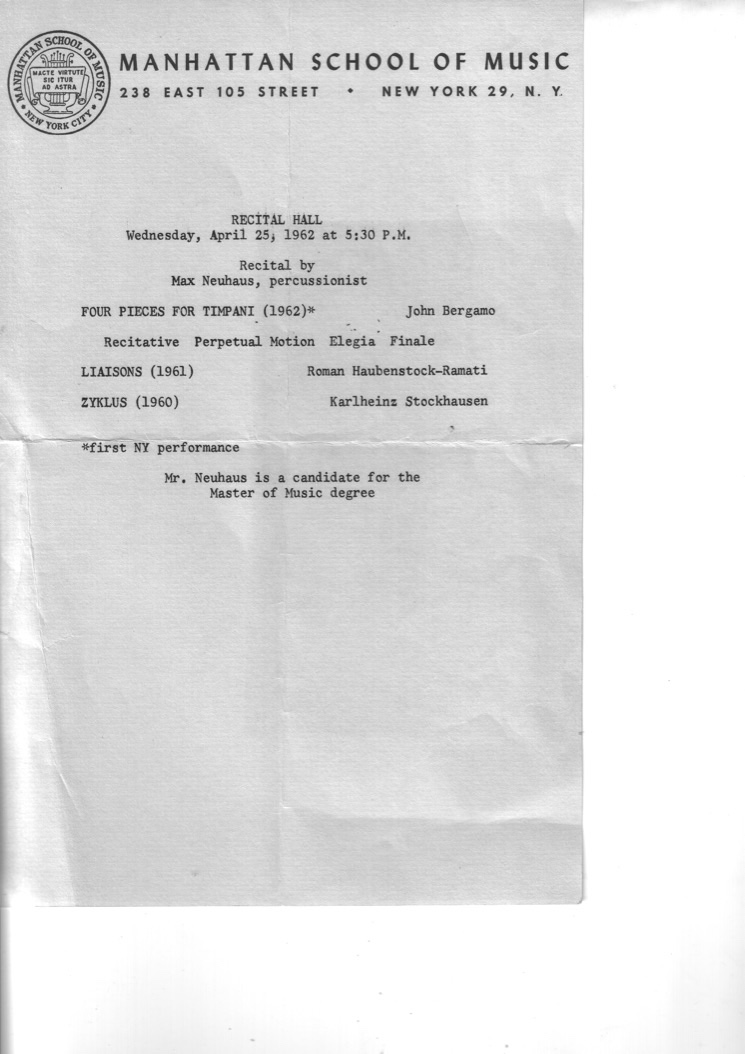 MANHATTAN SCHOOL OF MUSIC
• NEW YORK CITY •
MACTE VIRTUTE
SIC ITUR
AD ASTRA
MANHATTAN SCHOOL OF MUSIC
238 EAST 105 STREET • NEW YORK 29, N. Y.
RECITAL HALL
Wednesday, April 25, 1962 at 5:30 P.M.
Recital by
Max Neuhaus, percussionist
FOUR PIECES FOR TIMPANI (1962)* John Bergamo
Recitative Perpetual Motion Elegia Finale
LIAISONS (1961) Roman Haubenstock-Ramati
ZYKLUS (1960) Karlheinz Stockhausen
*first NY performance
Mr. Neuhaus is a candidate for the
Master of Music degree